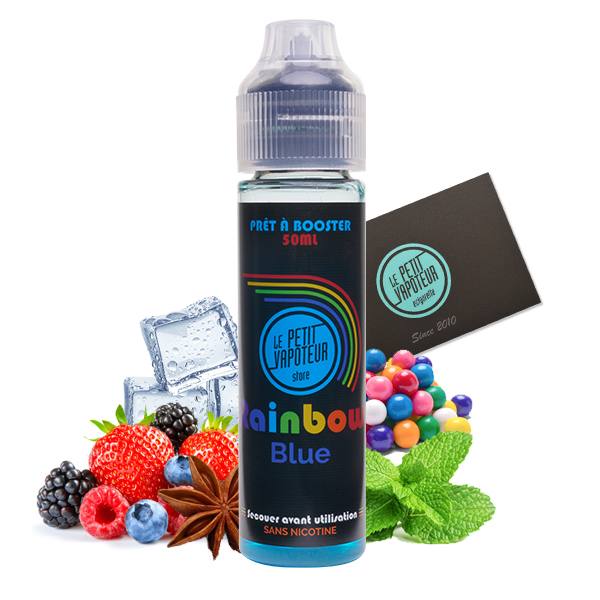 PRÊT À BOOSTER
50ML
LE PETIT
VAPOTEUR
store
Rainbow
Blue
Secouer avant utilisation
SANS NICOTINE
LE PETIT
VAPOTEUR
ecigarette
Since 2010